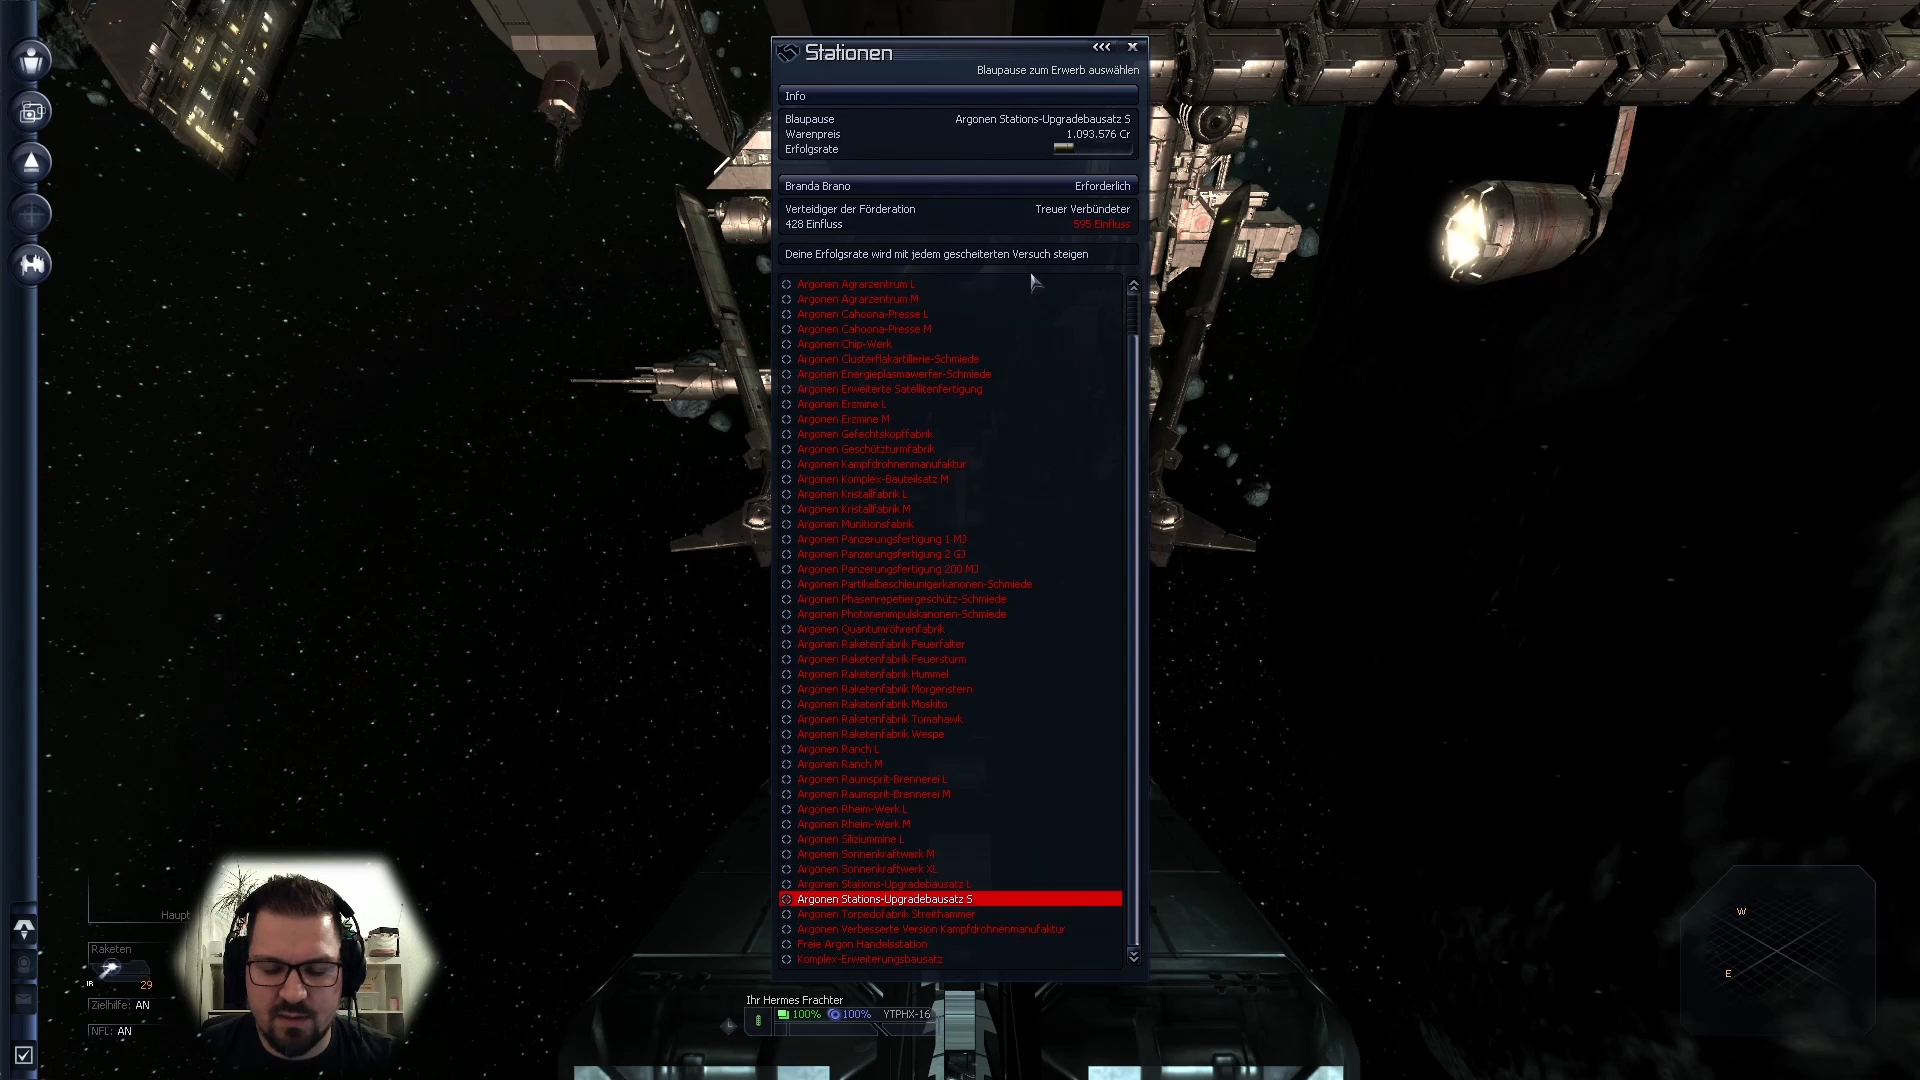 Stationen
Blaupause zum Erwerb auswählen
Info
Blaupause Argonen Stations-Upgradebausatz S
Warenpreis 1.093.576 Cr
Erfolgsrate
Branda Brano Erforderlich
Verteidiger der Förderation Treuer Verbündeter
428 Einfluss 595 Einfluss
Deine Erfolgsrate wird mit jedem gescheiterten Versuch steigen
Argonen Agrarzentrum L
Argonen Agrarzentrum M
Argonen Cahoona-Presse L
Argonen Cahoona-Presse M
Argonen Chip-Werk
Argonen Clusterflakartillerie-Schmiede
Argonen Energieplasmawerfer-Schmiede
Argonen Erweiterte Satellitenfertigung
Argonen Erzmine L
Argonen Erzmine M
Argonen Gefechtskopffabrik
Argonen Geschützturmfabrik
Argonen Kampfdrohnenmanufaktur
Argonen Komplex-Bauteilsatz M
Argonen Kristallfabrik L
Argonen Kristallfabrik M
Argonen Munitionsfabrik
Argonen Panzerungsfertigung 1 MJ
Argonen Panzerungsfertigung 2 GJ
Argonen Panzerungsfertigung 200 MJ
Argonen Partikelbeschleunigerkanonen-Schmiede
Argonen Phasenrepetiergeschütz-Schmiede
Argonen Photonenimpulskanonen-Schmiede
Argonen Quantumröhrenfabrik
Argonen Raketenfabrik Feuerfalter
Argonen Raketenfabrik Feuersturm
Argonen Raketenfabrik Hummel
Argonen Raketenfabrik Morgenstern
Argonen Raketenfabrik Moskito
Argonen Raketenfabrik Tomahawk
Argonen Raketenfabrik Wespe
Argonen Ranch L
Argonen Ranch M
Argonen Raumsprit-Brennerei L
Argonen Raumsprit-Brennerei M
Argonen Rheim-Werk L
Argonen Rheim-Werk M
Argonen Siliziummine L
Argonen Sonnenkraftwerk M
Argonen Sonnenkraftwerk XL
Argonen Stations-Upgradebausatz L
Argonen Stations-Upgradebausatz S
Argonen Torpedofabrik Streithammer
Argonen Verbesserte Version Kampfdrohnenmanufaktur
Freie Argon Handelsstation
Komplex-Erweiterungsbausatz
Haupt
Raketen
IR 29
Zielhilfe: AN
NFL: AN
Ihr Hermes Frachter
L 100% 100% YTPHX-16
W
E